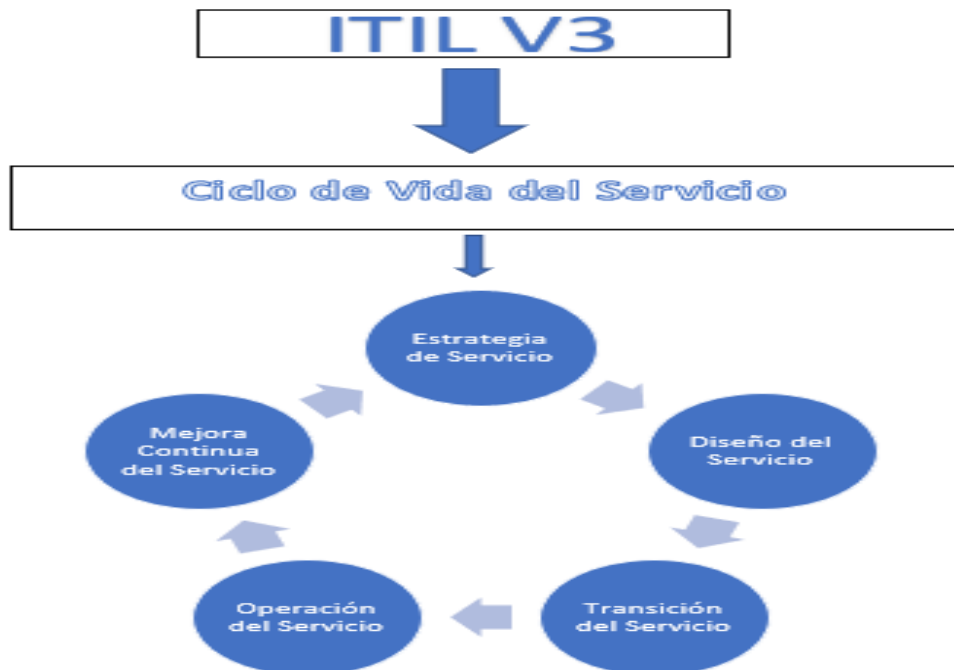 ITIL V3
Ciclo de Vida del Servicio
Estrategia
de Servicio
Diseño del
Servicio
Transición
del Servicio
Operación
del Servicio
Mejora
Continua
del Servicio